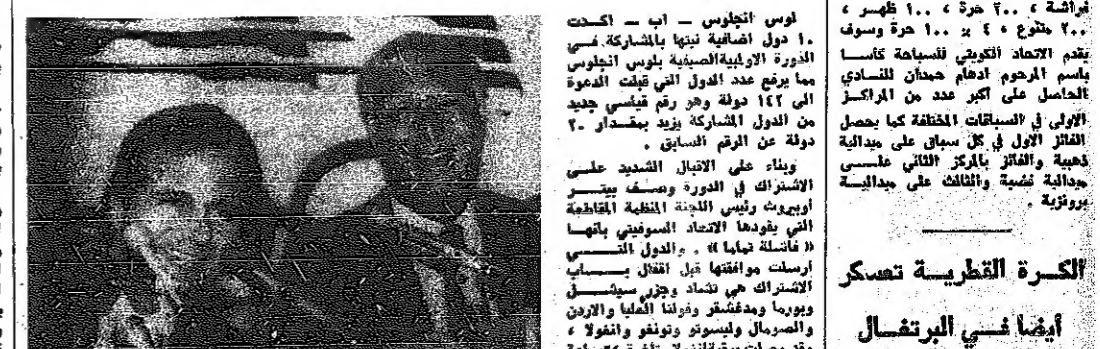 فراشة ، ٢٠٠ حرة ، ١٠٠ ظهر ،
٢٠٠ متنوع ، ٤ × ١٠٠ حرة وسوف
يقدم الاتحاد الكويتي للسباحة كأسا
باسم المرحوم ادهام حمدان للنادي
الحاصل على أكبر عدد من المراكز
الاولى في السباقات المختلفة كما يحصل
الفائز الاول في كل سباق على ميدالية
ذهبية والفائز بالمركز الثاني على
ميدالية فضية والثالث على ميدالية
برونزية .
الكرة القطرية تعسكر
أيضا في البرتغال
لوس انجلوس ــ اب ــ اكدت
١٠ دول اضافية نيتها بالمشاركة في
الدورة الاولمبية الصيفية بلوس انجلوس
مما يرفع عدد الدول التي قبلت الدعوة
الى ١٤٢ دولة وهو رقم قياسي جديد
من الدول المشاركة يزيد بمقدار ٢٠
دولة عن الرقم السابق .
وبناء على الاقبال الشديد على
الاشتراك في الدورة وصف بيتر
أوبيروث رئيس اللجنة المنظمة المقاطعة
التي يقودها الاتحاد السوفيتي بانها
« فاشلة تماما » . والدول التي
ارسلت موافقتها قبل اقفال باب
الاشتراك هي تشاد وجزر سيشل
وبورما ومدغشقر وفولتا العليا والاردن
والصومال وليسوتو وتونغو وانغولا ،